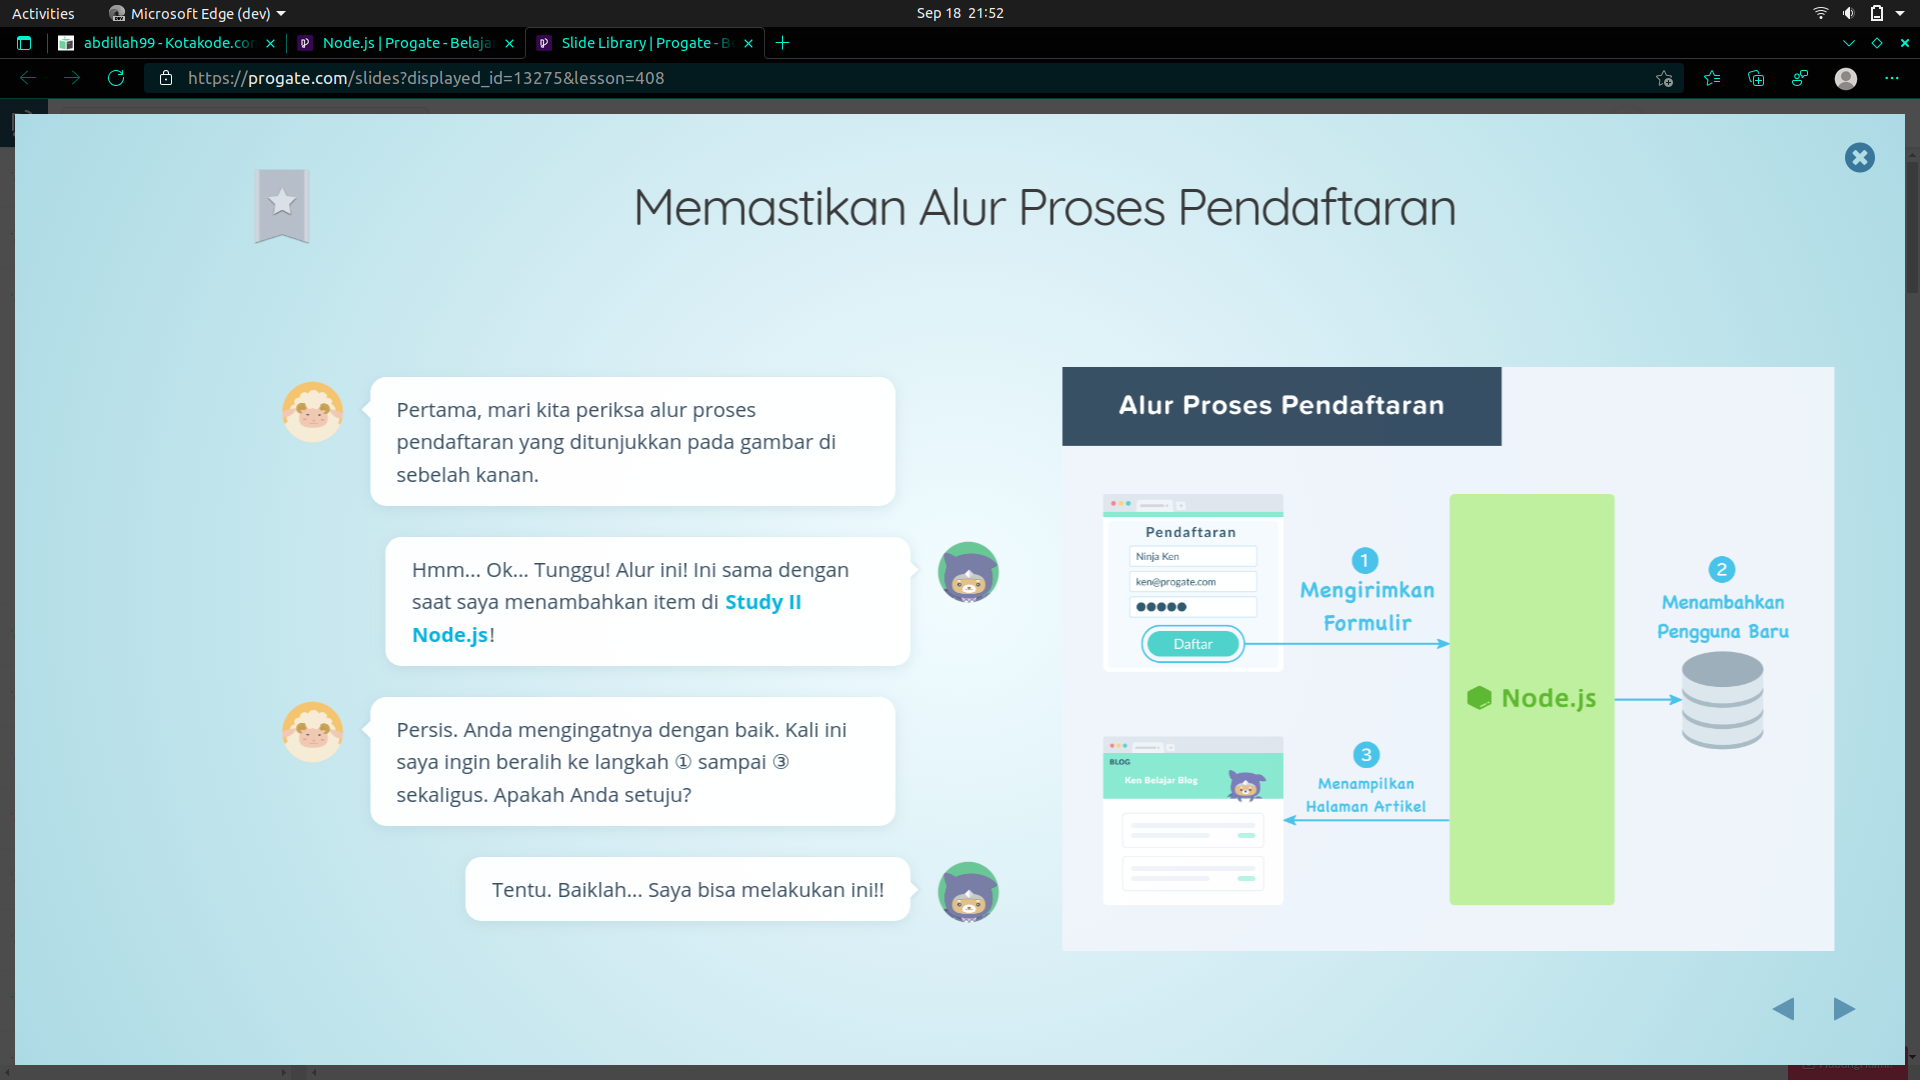 Activities
Microsoft Edge (dev)
Sep 18 21:52
abdillah99 - Kotakode.co
Node.js | Progate - Belaja
Slide Library | Progate - B
https://progate.com/slides?displayed_id=13275&lesson=408
Memastikan Alur Proses Pendaftaran
Pertama, mari kita periksa alur proses
pendaftaran yang ditunjukkan pada gambar di
sebelah kanan.
Hmm... Ok... Tunggu! Alur ini! Ini sama dengan
saat saya menambahkan item di Study II
Node.js!
Persis. Anda mengingatnya dengan baik. Kali ini
saya ingin beralih ke langkah ① sampai ③
sekaligus. Apakah Anda setuju?
Tentu. Baiklah... Saya bisa melakukan ini!!
Alur Proses Pendaftaran
Pendaftaran
Ninja Ken
ken@progate.com
Daftar
1
Mengirimkan
Formulir
Node.js
2
Menambahkan
Pengguna Baru
BLOG
Ken Belajar Blog
3
Menampilkan
Halaman Artikel